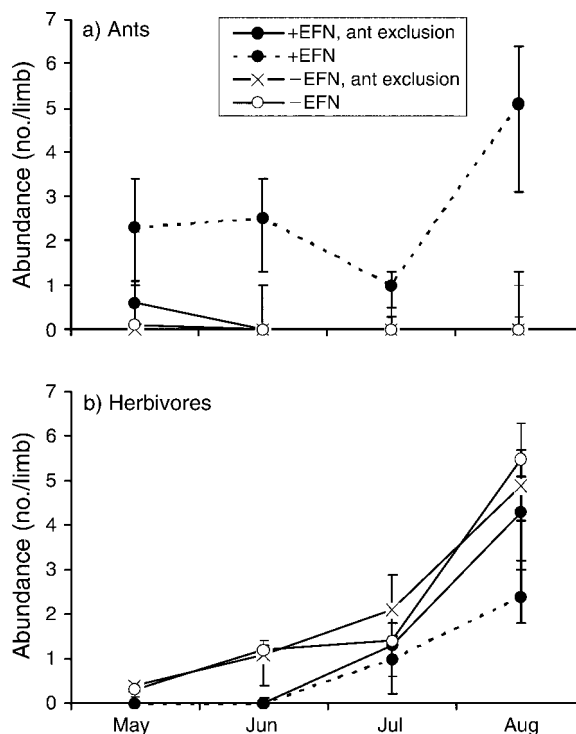 a) Ants
+EFN, ant exclusion
+EFN
−EFN, ant exclusion
−EFN
Abundance (no./limb)
7
6
5
4
3
2
1
0
b) Herbivores
Abundance (no./limb)
7
6
5
4
3
2
1
0
May Jun Jul Aug